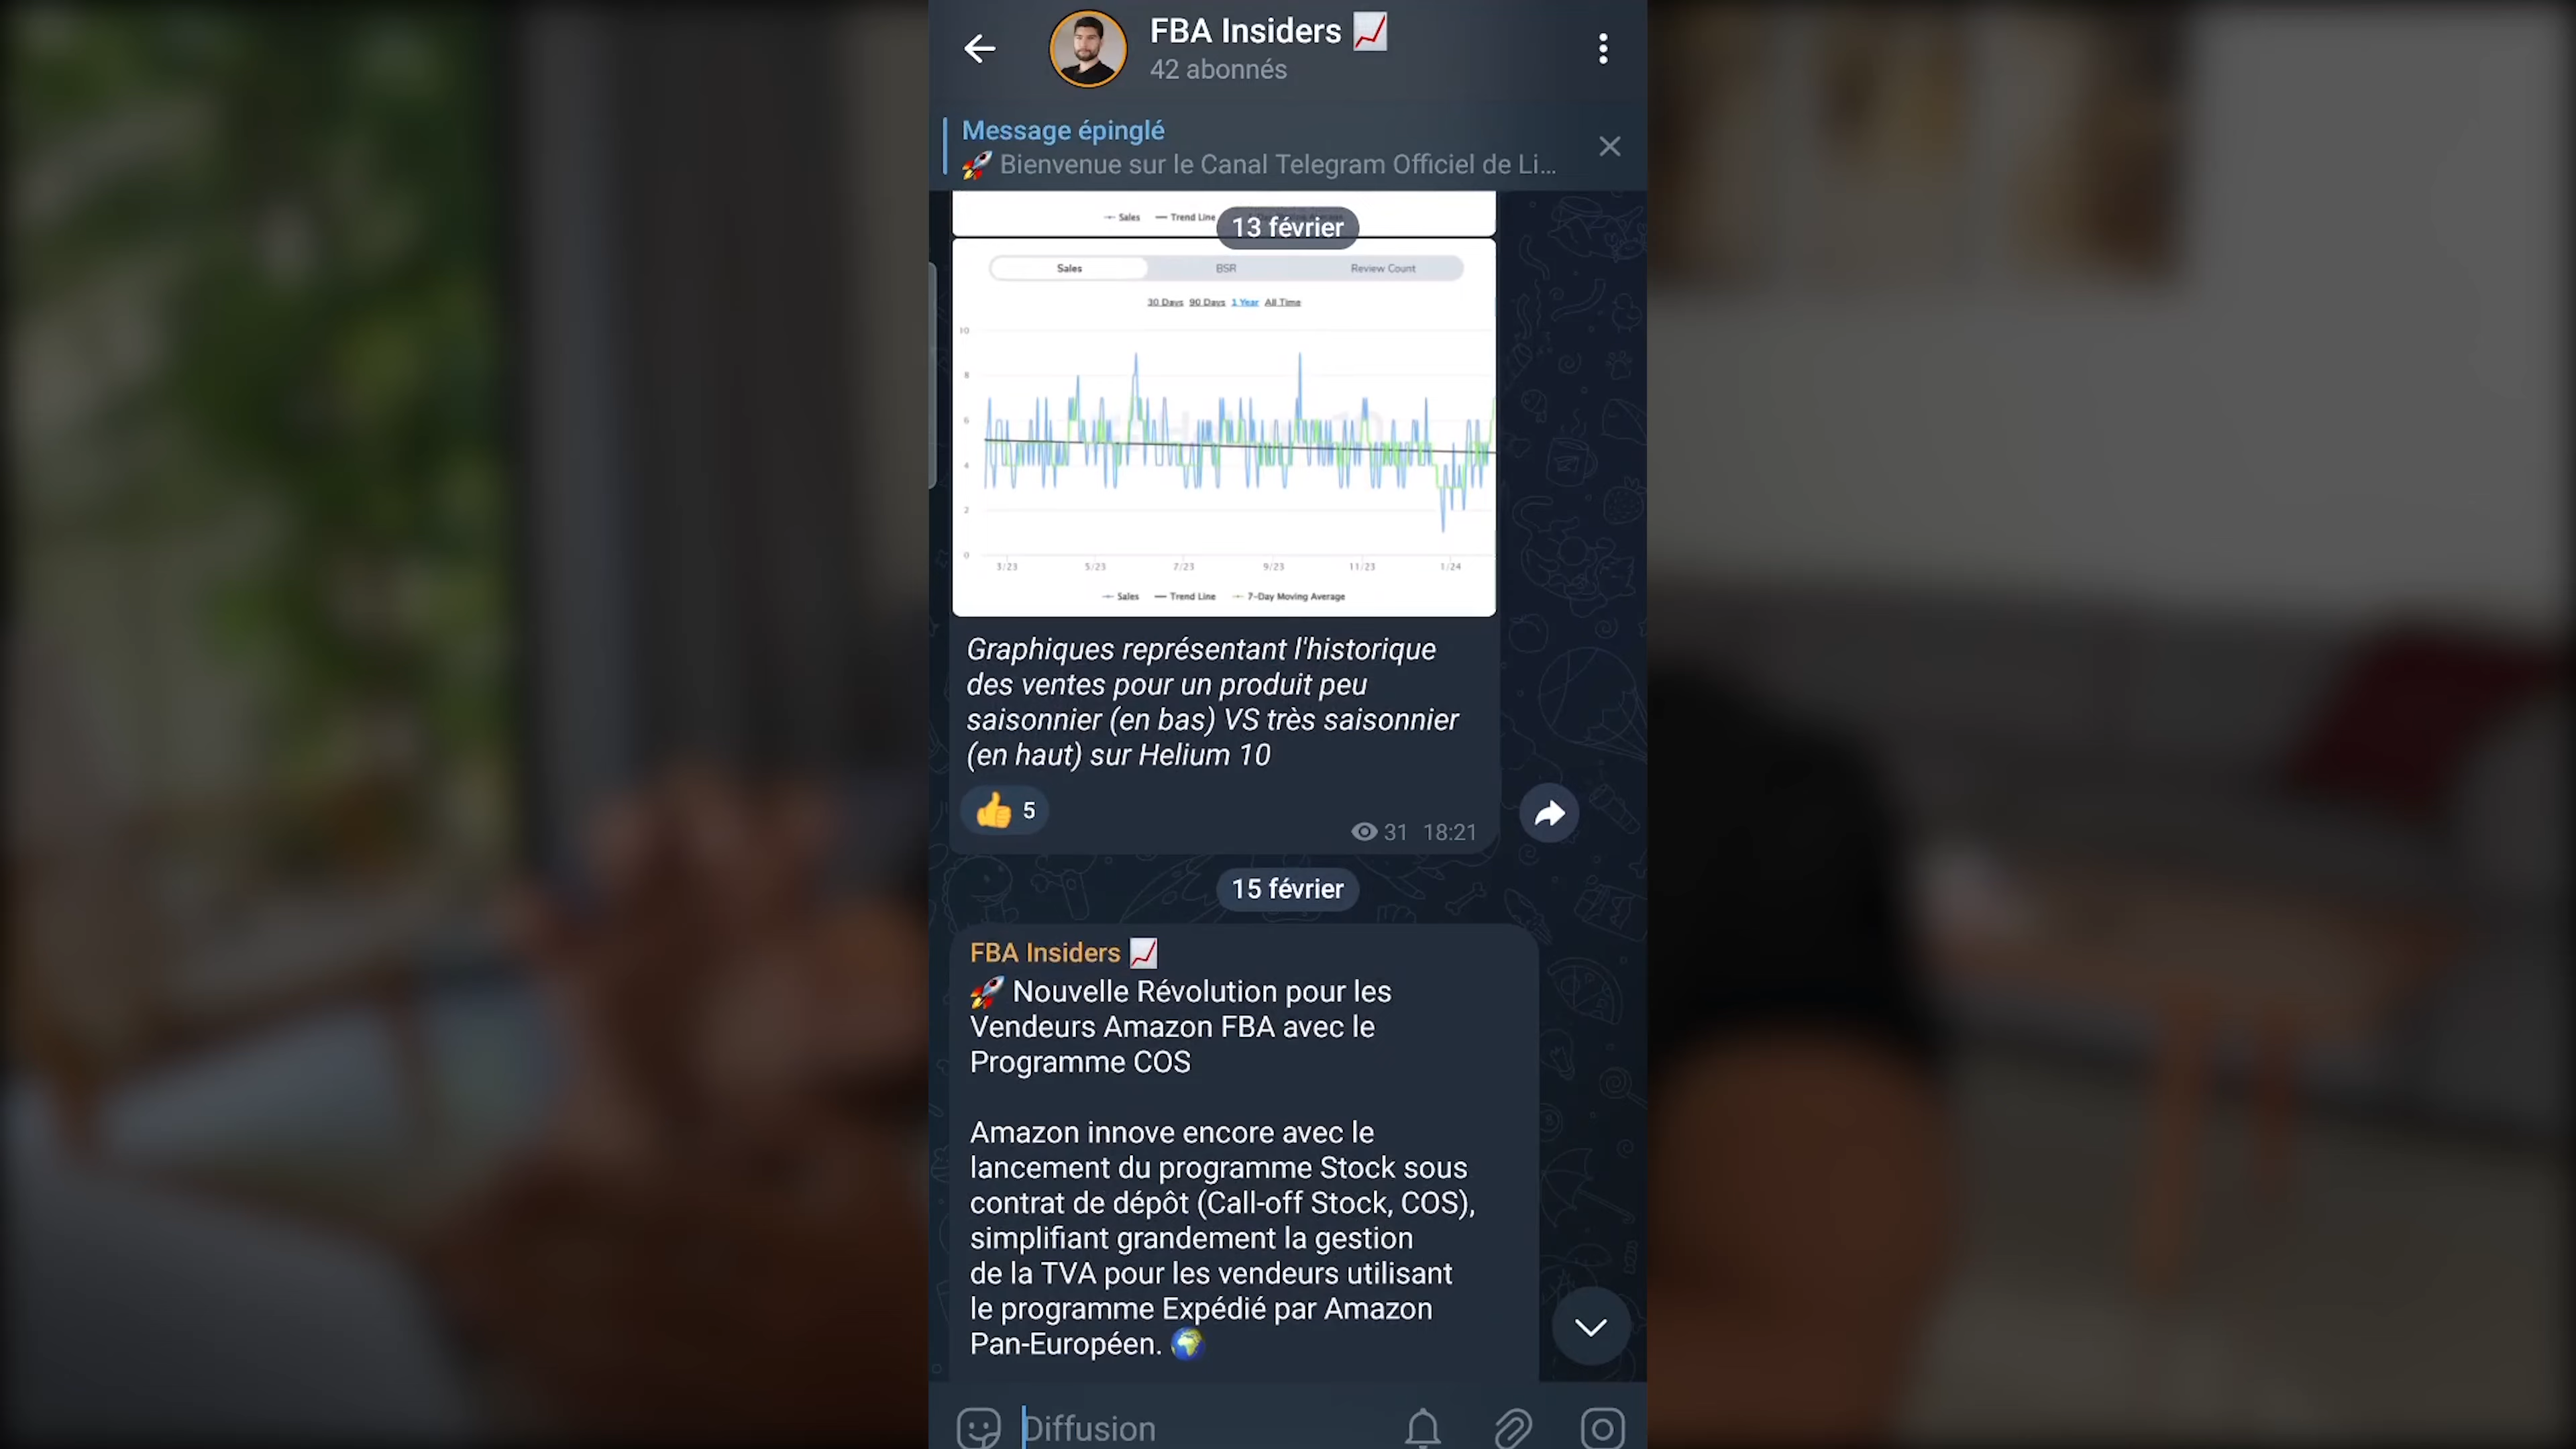 FBA Insiders 📈
42 abonnés
Message épinglé
🚀 Bienvenue sur le Canal Telegram Officiel de Li...
Sales Trend Line
13 février
Sales BSR Review Count
30 Days 90 Days 1 Year All Time
10
8
6
4
2
0
3/23 5/23 7/23 9/23 11/23 1/24
Sales Trend Line 7-Day Moving Average
Graphiques représentant l'historique
des ventes pour un produit peu
saisonnier (en bas) VS très saisonnier
(en haut) sur Helium 10
👍 5
31 18:21
15 février
FBA Insiders 📈
🚀 Nouvelle Révolution pour les
Vendeurs Amazon FBA avec le
Programme COS
Amazon innove encore avec le
lancement du programme Stock sous
contrat de dépôt (Call-off Stock, COS),
simplifiant grandement la gestion
de la TVA pour les vendeurs utilisant
le programme Expédié par Amazon
Pan-Européen. 🌍
Diffusion